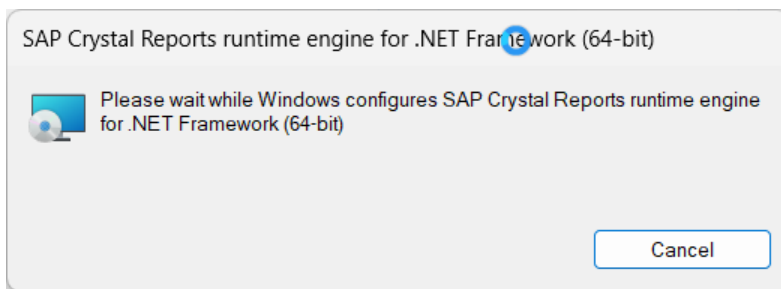 SAP Crystal Reports runtime engine for .NET Framework (64-bit)
Please wait while Windows configures SAP Crystal Reports runtime engine
for .NET Framework (64-bit)
Cancel